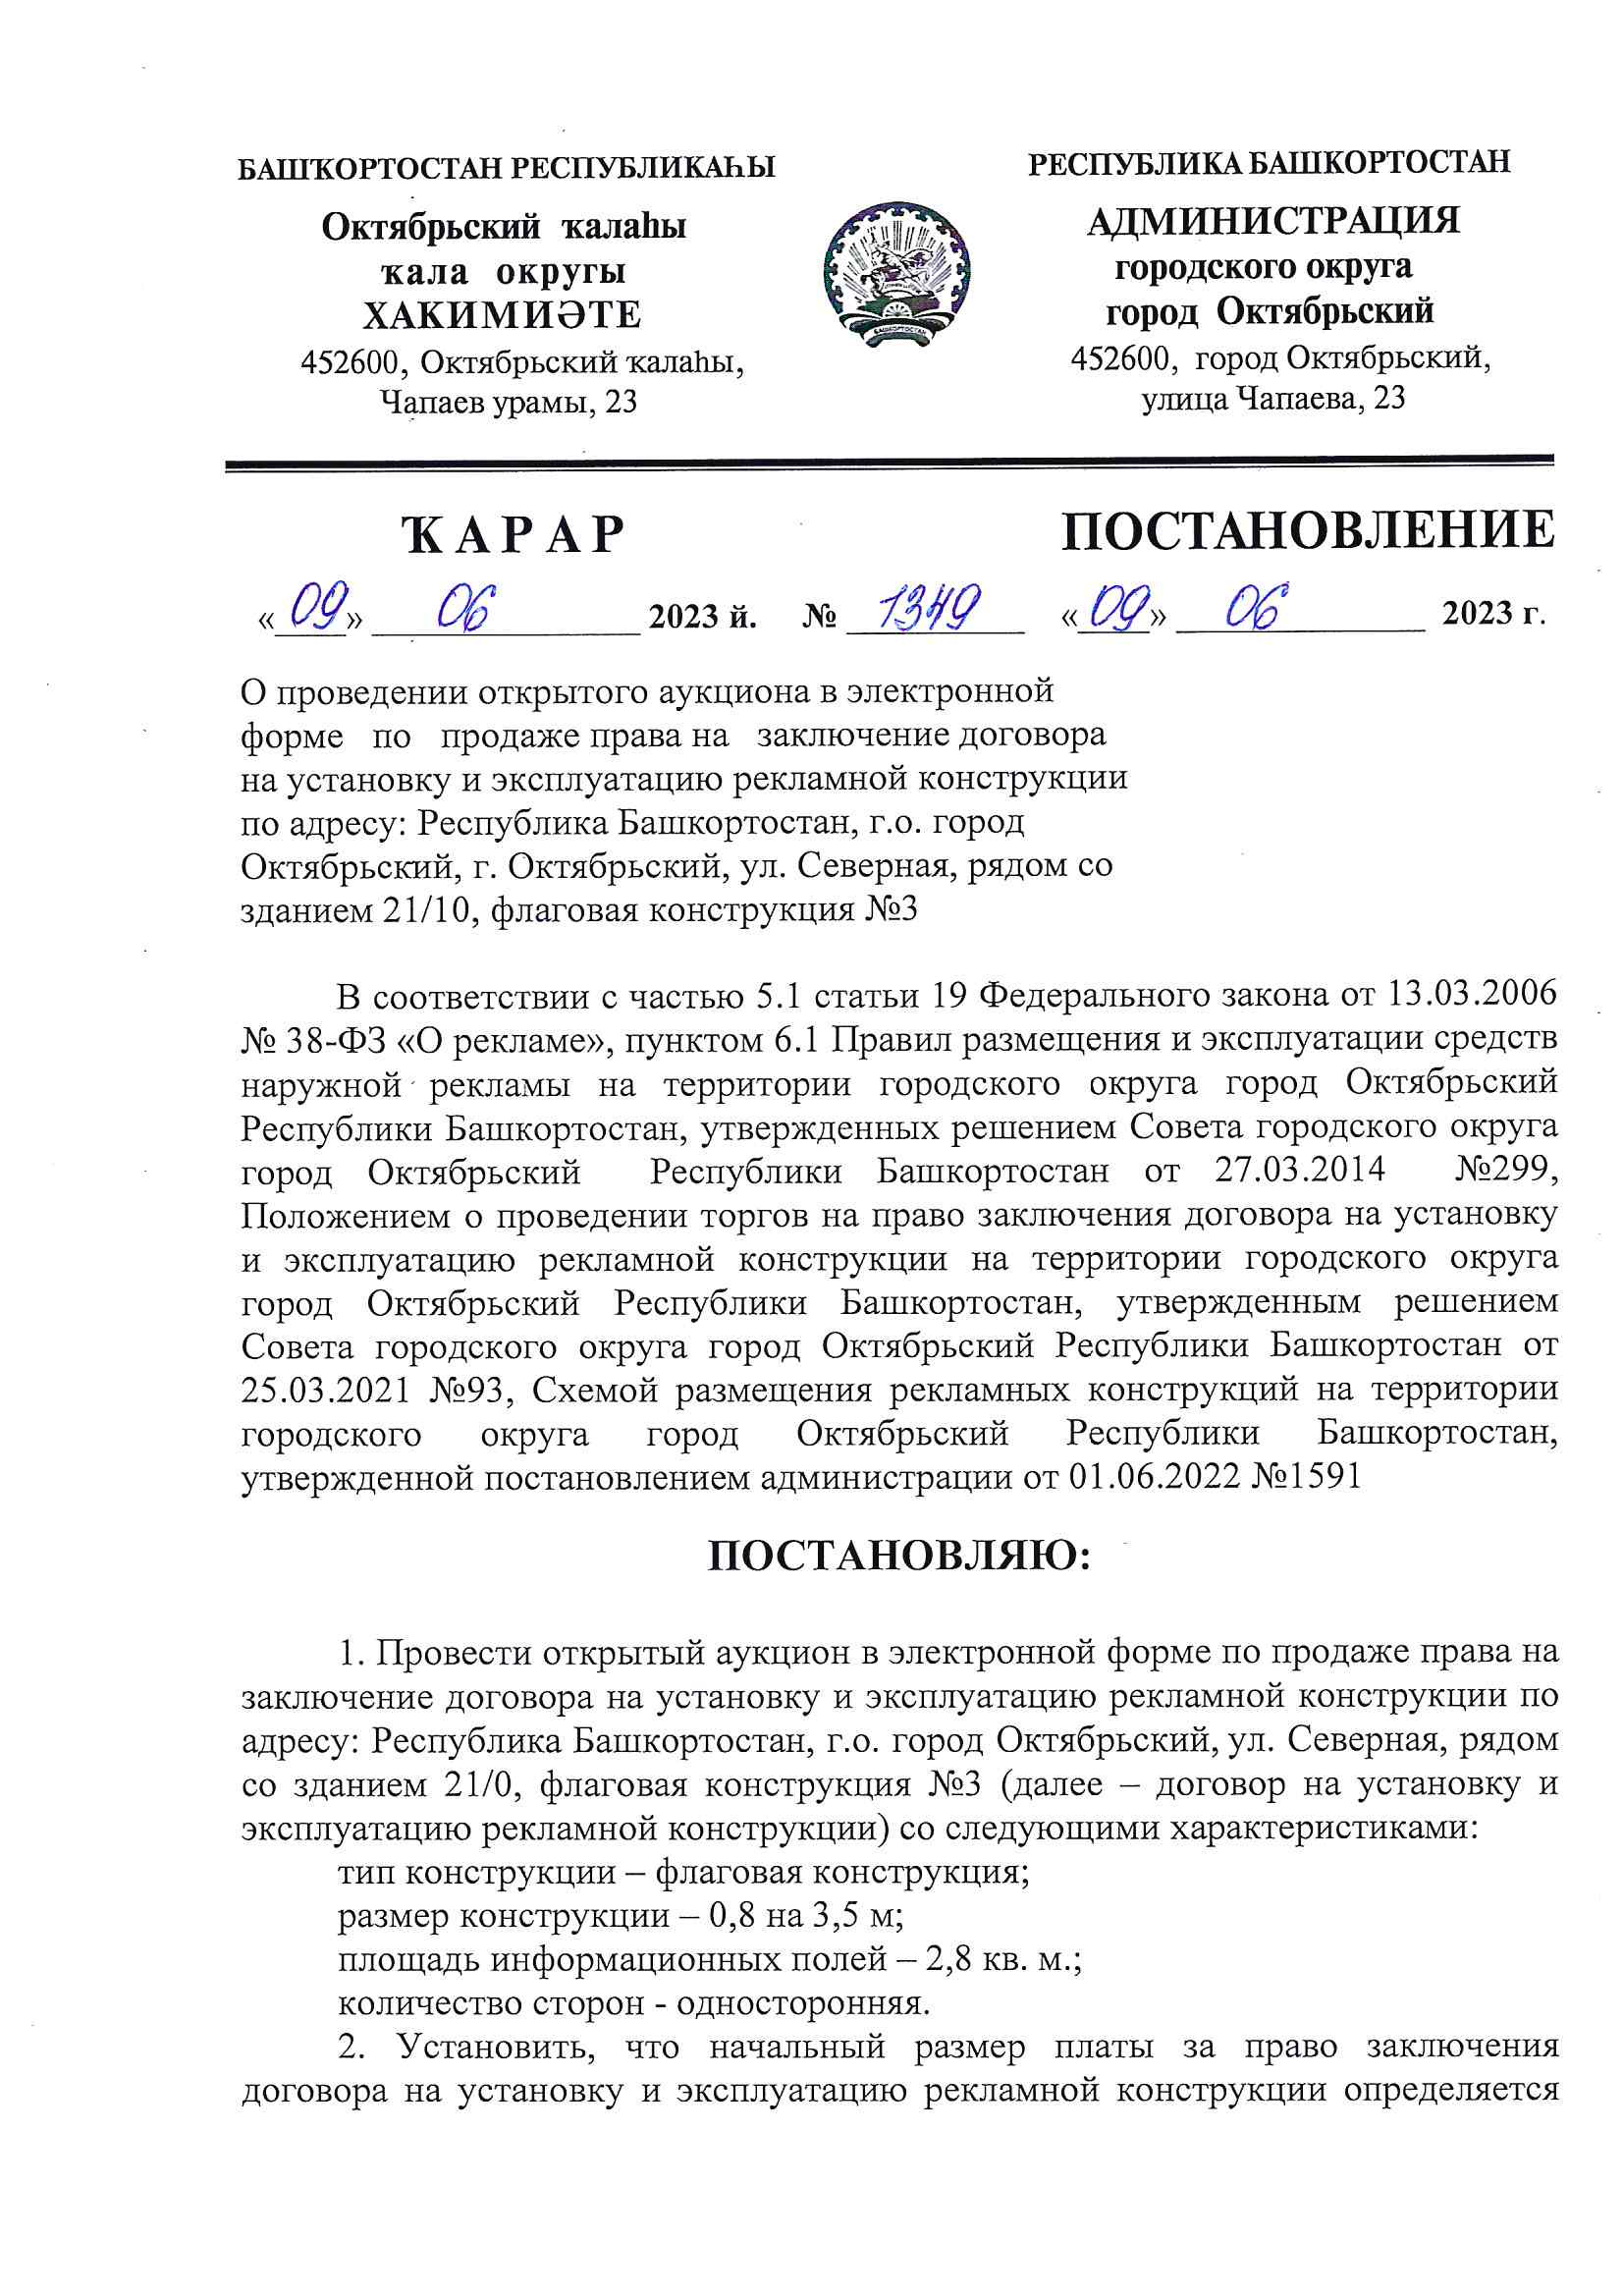 БАШҠОРТОСТАН РЕСПУБЛИКАҺЫ
Октябрьский ҡалаһы
ҡала округы
ХАКИМИӘТЕ
452600, Октябрьский ҡалаһы,
Чапаев урамы, 23
БАШКОРТОСТАН
РЕСПУБЛИКА БАШКОРТОСТАН
АДМИНИСТРАЦИЯ
городского округа
город Октябрьский
452600, город Октябрьский,
улица Чапаева, 23
ҠАРАР
ПОСТАНОВЛЕНИЕ
«09» 06 2023 й. № 1349 «09» 06 2023 г.
О проведении открытого аукциона в электронной
форме по продаже права на заключение договора
на установку и эксплуатацию рекламной конструкции
по адресу: Республика Башкортостан, г.о. город
Октябрьский, г. Октябрьский, ул. Северная, рядом со
зданием 21/10, флаговая конструкция №3
В соответствии с частью 5.1 статьи 19 Федерального закона от 13.03.2006
№ 38-ФЗ «О рекламе», пунктом 6.1 Правил размещения и эксплуатации средств
наружной рекламы на территории городского округа город Октябрьский
Республики Башкортостан, утвержденных решением Совета городского округа
город Октябрьский Республики Башкортостан от 27.03.2014 №299,
Положением о проведении торгов на право заключения договора на установку
и эксплуатацию рекламной конструкции на территории городского округа
город Октябрьский Республики Башкортостан, утвержденным решением
Совета городского округа город Октябрьский Республики Башкортостан от
25.03.2021 №93, Схемой размещения рекламных конструкций на территории
городского округа город Октябрьский Республики Башкортостан,
утвержденной постановлением администрации от 01.06.2022 №1591
ПОСТАНОВЛЯЮ:
1. Провести открытый аукцион в электронной форме по продаже права на
заключение договора на установку и эксплуатацию рекламной конструкции по
адресу: Республика Башкортостан, г.о. город Октябрьский, ул. Северная, рядом
со зданием 21/0, флаговая конструкция №3 (далее – договор на установку и
эксплуатацию рекламной конструкции) со следующими характеристиками:
тип конструкции – флаговая конструкция;
размер конструкции – 0,8 на 3,5 м;
площадь информационных полей – 2,8 кв. м.;
количество сторон - односторонняя.
2. Установить, что начальный размер платы за право заключения
договора на установку и эксплуатацию рекламной конструкции определяется